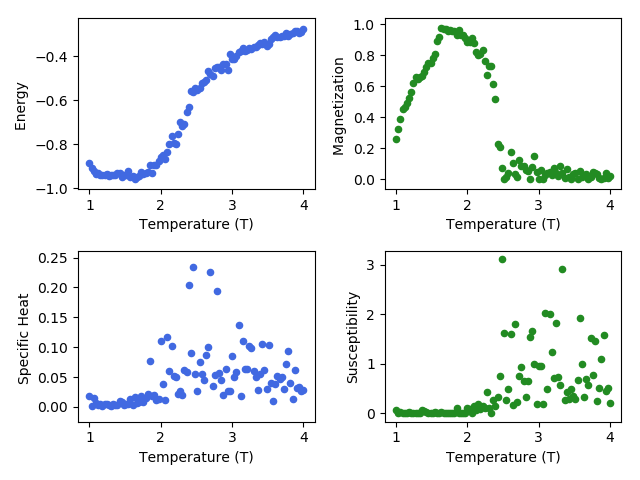 Energy
−0.4
−0.6
−0.8
−1.0
1 2 3 4
Temperature (T)
Magnetization
1.0
0.8
0.6
0.4
0.2
0.0
1 2 3 4
Temperature (T)
Specific Heat
0.25
0.20
0.15
0.10
0.05
0.00
1 2 3 4
Temperature (T)
Susceptibility
3
2
1
0
1 2 3 4
Temperature (T)